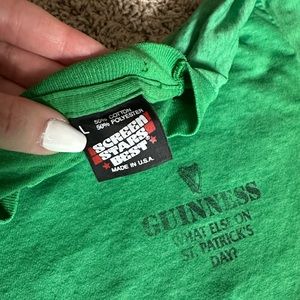 L
50% COTTON
50% POLYESTER
SCREEN
STARS
BEST
MADE IN U.S.A.
GUINNESS
WHAT ELSE ON
ST. PATRICK'S
DAY?